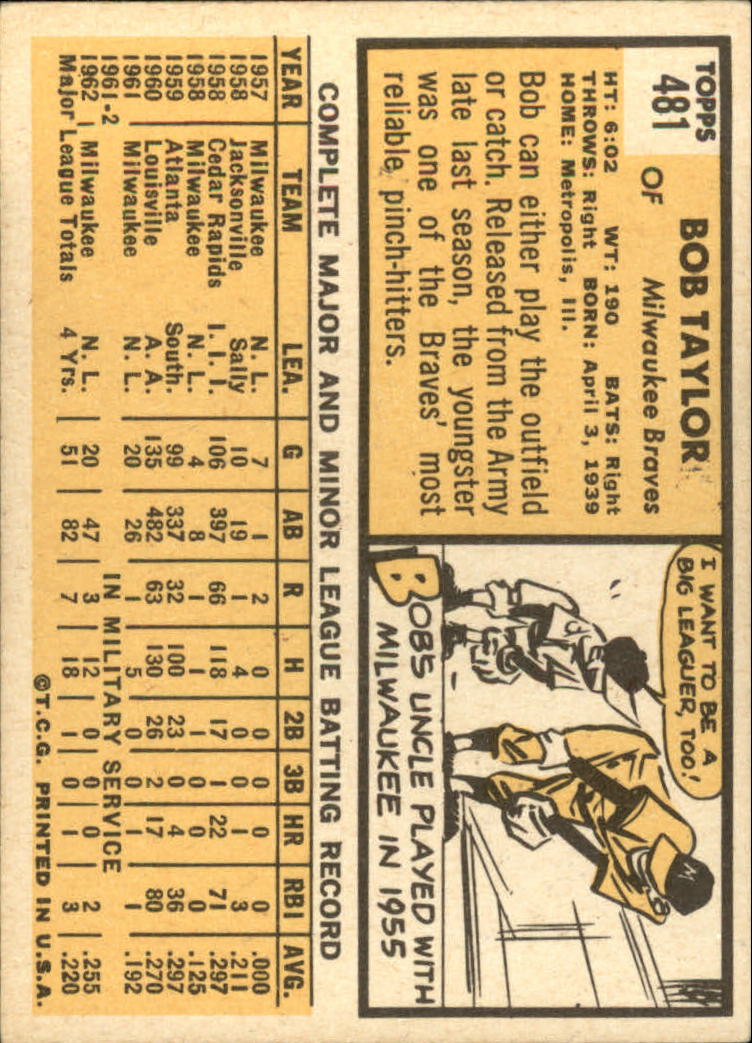 TOPPS
481
BOB TAYLOR
OF Milwaukee Braves
HT: 6:02 WT: 190 BATS: Right
THROWS: Right BORN: April 3, 1939
HOME: Metropolis, Ill.
Bob can either play the outfield
or catch. Released from the Army
late last season, the youngster
was one of the Braves' most
reliable pinch-hitters.
I WANT TO BE A
BIG LEAGUER, TOO!
M
BOB'S UNCLE PLAYED WITH
MILWAUKEE IN 1955
COMPLETE MAJOR AND MINOR LEAGUE BATTING RECORD
YEAR TEAM LEA. G AB R H 2B 3B HR RBI AVG.
1957 Milwaukee N. L. 7 1 2 0 0 0 0 0 .000
1958 Jacksonville Sally 10 19 1 4 0 0 1 3 .211
1958 Cedar Rapids I. I. I. 106 397 66 118 17 1 22 71 .297
1958 Milwaukee N. L. 4 8 1 1 1 0 0 0 .125
1959 Atlanta South. 99 337 32 100 23 0 4 36 .297
1960 Louisville A. A. 135 482 63 130 26 2 17 80 .270
1961 Milwaukee N. L. 20 26 1 5 0 0 1 1 .192
1961-2 IN MILITARY SERVICE
1962 Milwaukee N. L. 20 47 3 12 0 0 0 2 .255
Major League Totals 4 Yrs. 51 82 7 18 1 0 1 3 .220
©T.C.G. PRINTED IN U.S.A.